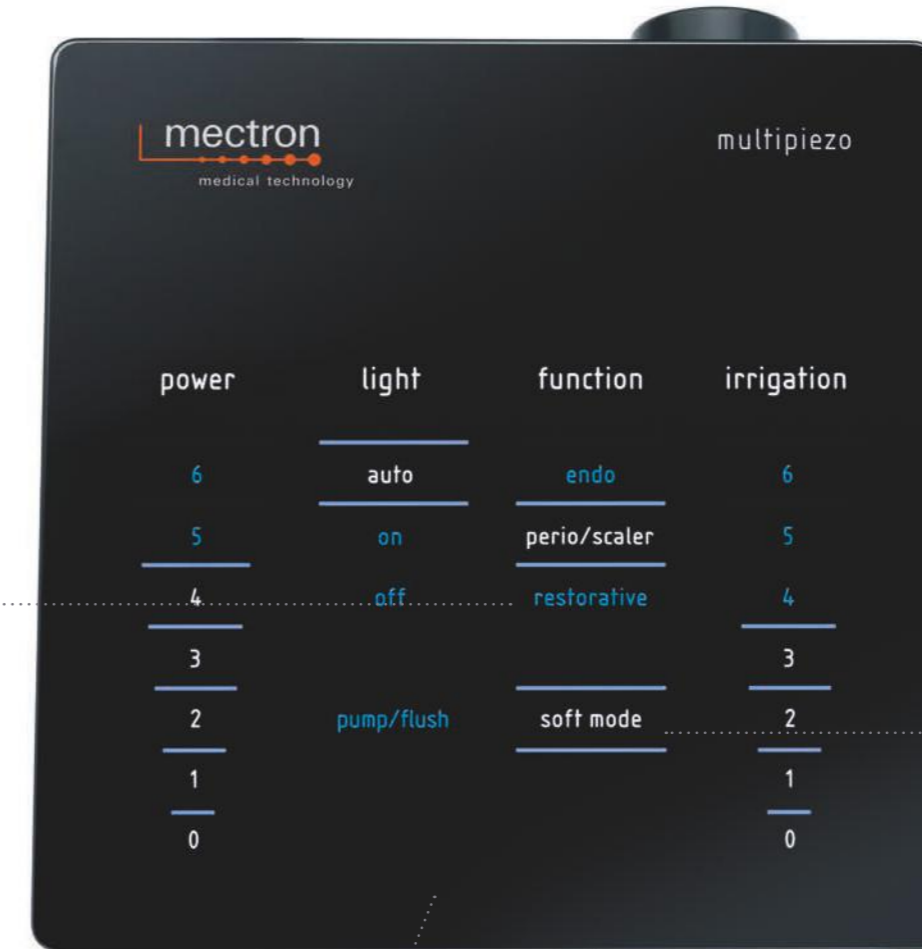 mectron
multipiezo
medical technology
power light function irrigation
6 auto endo 6
5 on perio/scaler 5
4 off restorative 4
3 3
2 pump/flush soft mode 2
1 1
0 0